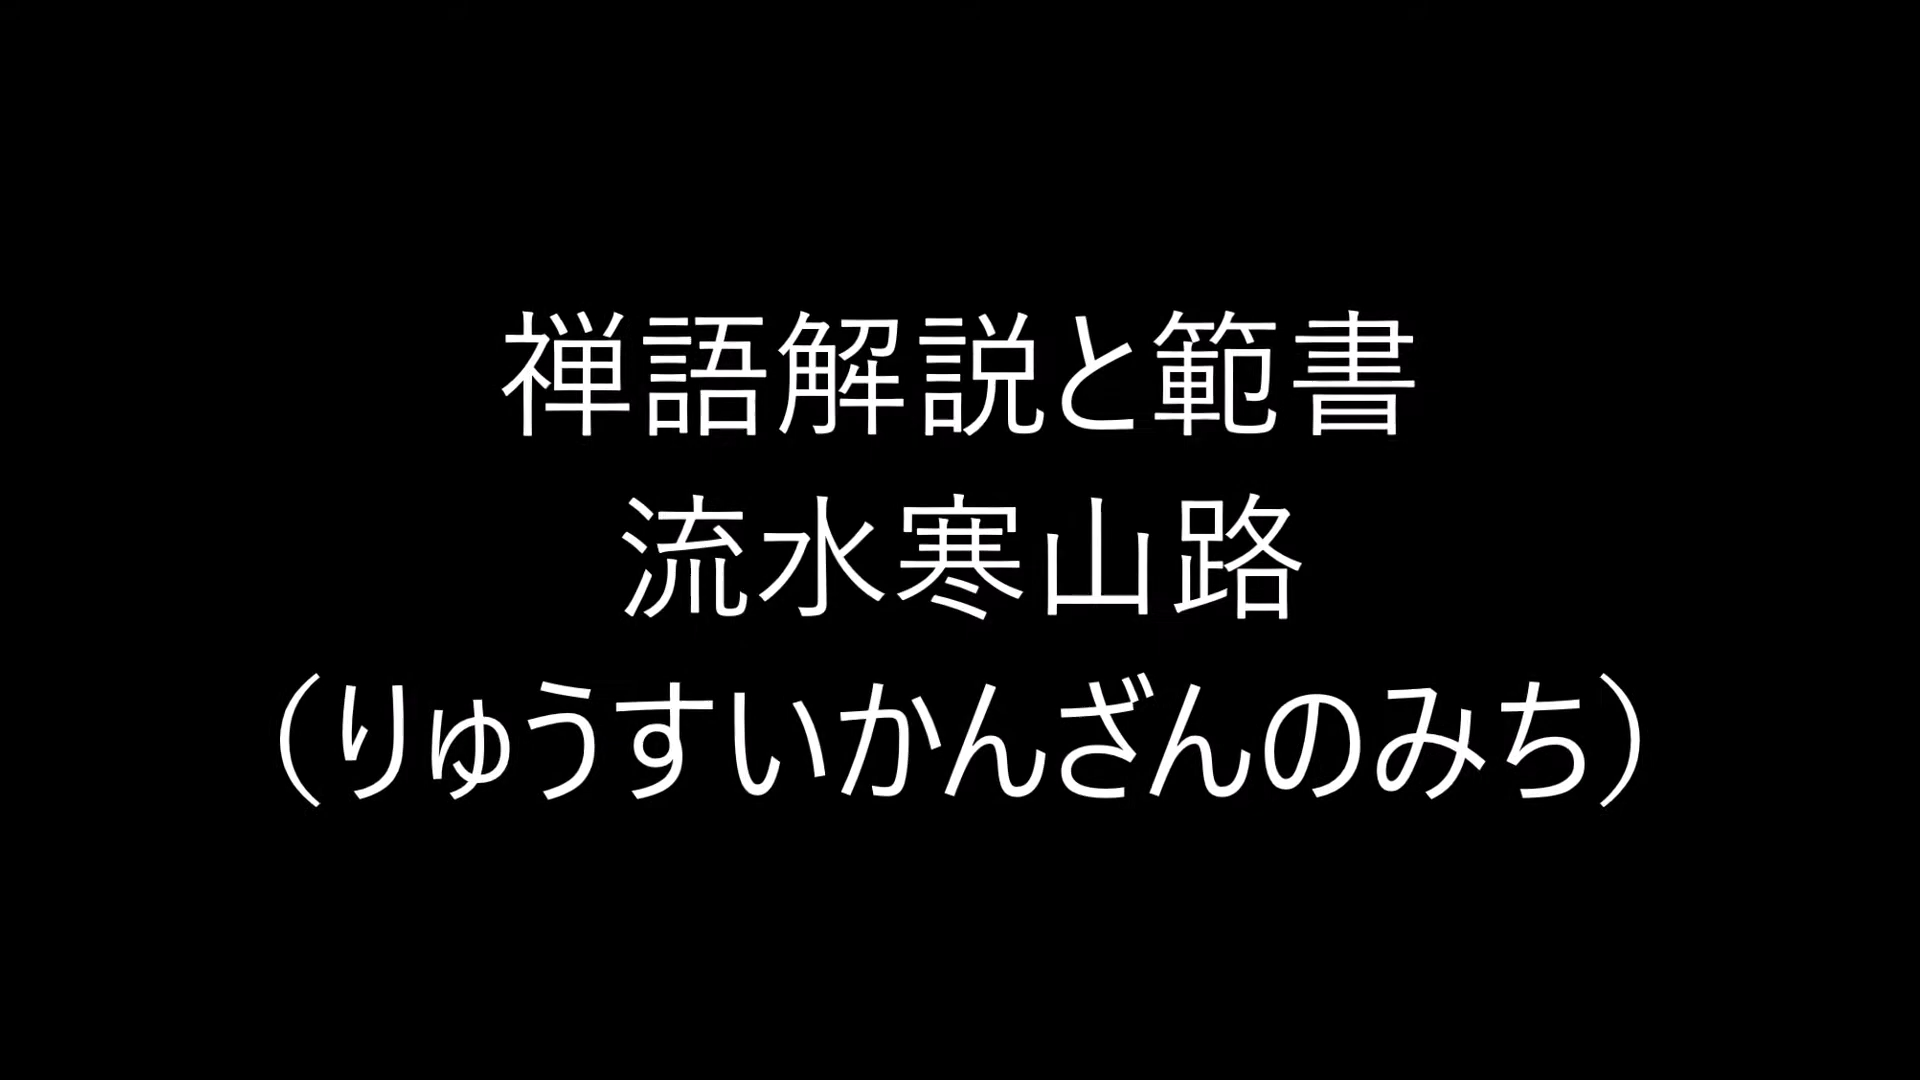 禅語解説と範書
流水寒山路
（りゅうすいかんざんのみち）